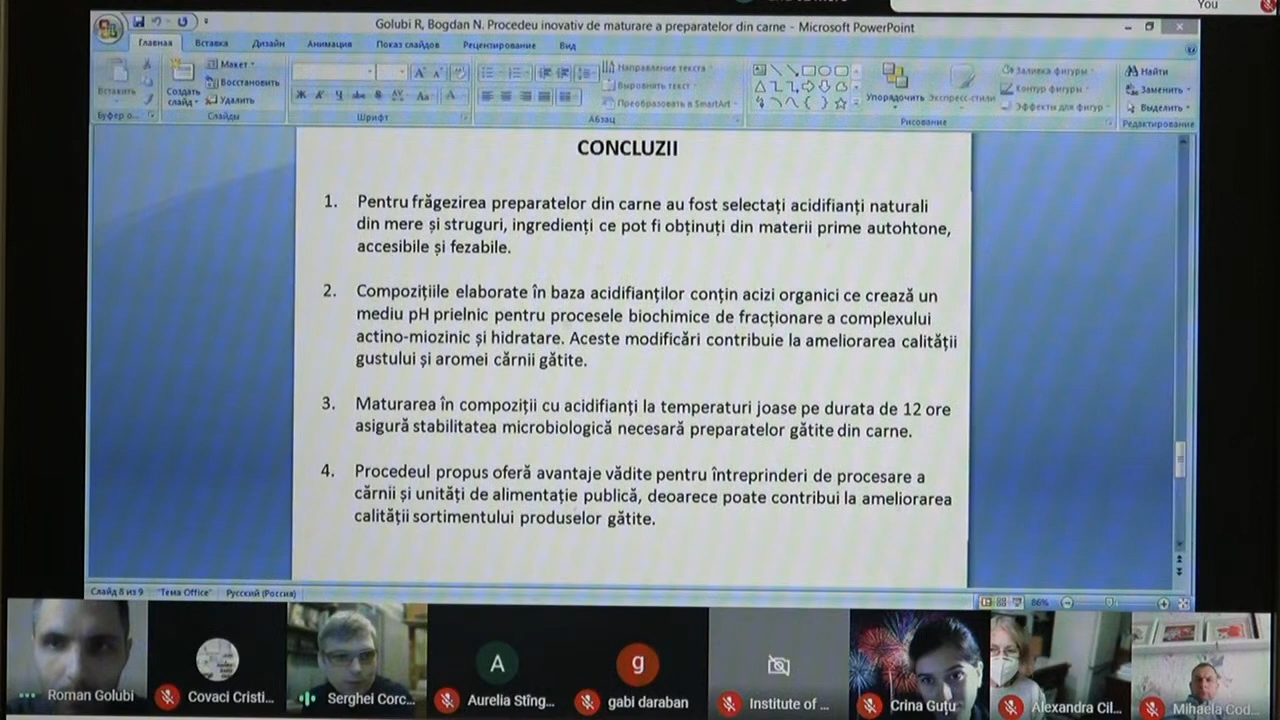 You
Golubi R, Bogdan N. Procedeu inovativ de maturare a preparatelor din carne - Microsoft PowerPoint
Главная Вставка Дизайн Анимация Показ слайдов Рецензирование Вид
Макет
Восстановить
Удалить
Вставить
Создать слайд
Направление текста
Выровнять текст
Преобразовать в SmartArt
Упорядочить Экспресс-стили
Заливка фигуры
Контур фигуры
Эффекты для фигур
Найти
Заменить
Выделить
Буфер о... Слайды Шрифт Абзац Рисование Редактирование
CONCLUZII
1. Pentru frăgezirea preparatelor din carne au fost selectați acidifianți naturali
din mere și struguri, ingredienți ce pot fi obținuți din materii prime autohtone,
accesibile și fezabile.
2. Compozițiile elaborate în baza acidifianților conțin acizi organici ce crează un
mediu pH prielnic pentru procesele biochimice de fracționare a complexului
actino-miozinic și hidratare. Aceste modificări contribuie la ameliorarea calității
gustului și aromei cărnii gătite.
3. Maturarea în compoziții cu acidifianți la temperaturi joase pe durata de 12 ore
asigură stabilitatea microbiologică necesară preparatelor gătite din carne.
4. Procedeul propus oferă avantaje vădite pentru întreprinderi de procesare a
cărnii și unități de alimentație publică, deoarece poate contribui la ameliorarea
calității sortimentului produselor gătite.
Слайд 8 из 9 "Тема Office" Русский (Россия) 86%
A g
Roman Golubi Covaci Cristi... Serghei Corc... Aurelia Stîng... gabi daraban Institute of ... Crina Guțu Alexandra Cil... Mihaela Cod...